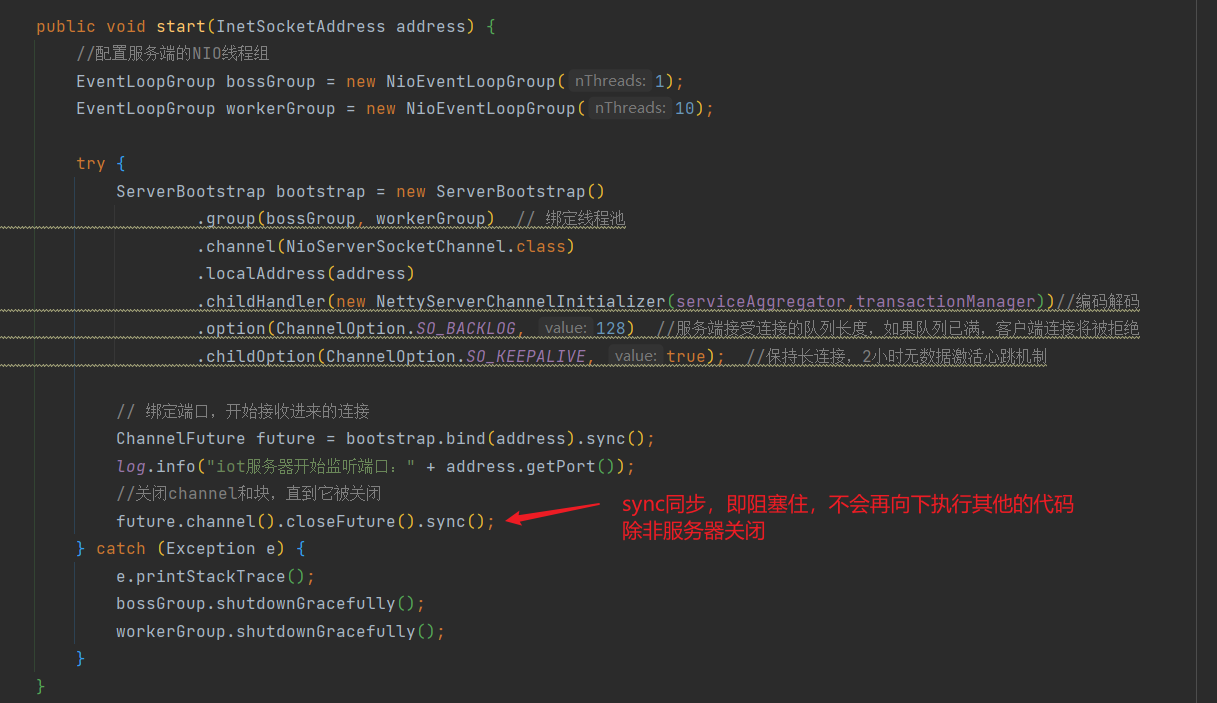 public void start(InetSocketAddress address) {
//配置服务端的NIO线程组
EventLoopGroup bossGroup = new NioEventLoopGroup( nThreads: 1);
EventLoopGroup workerGroup = new NioEventLoopGroup( nThreads: 10);
try {
ServerBootstrap bootstrap = new ServerBootstrap()
.group(bossGroup, workerGroup)  // 绑定线程池
.channel(NioServerSocketChannel.class)
.localAddress(address)
.childHandler(new NettyServerChannelInitializer(serviceAggregator,transactionManager))//编码解码
.option(ChannelOption.SO_BACKLOG, value: 128)  //服务端接受连接的队列长度，如果队列已满，客户端连接将被拒绝
.childOption(ChannelOption.SO_KEEPALIVE, value: true);  //保持长连接，2小时无数据激活心跳机制
// 绑定端口，开始接收进来的连接
ChannelFuture future = bootstrap.bind(address).sync();
log.info("iot服务器开始监听端口：" + address.getPort());
//关闭channel和块，直到它被关闭
future.channel().closeFuture().sync();
sync同步，即阻塞住，不会再向下执行其他的代码
除非服务器关闭
} catch (Exception e) {
e.printStackTrace();
bossGroup.shutdownGracefully();
workerGroup.shutdownGracefully();
}
}